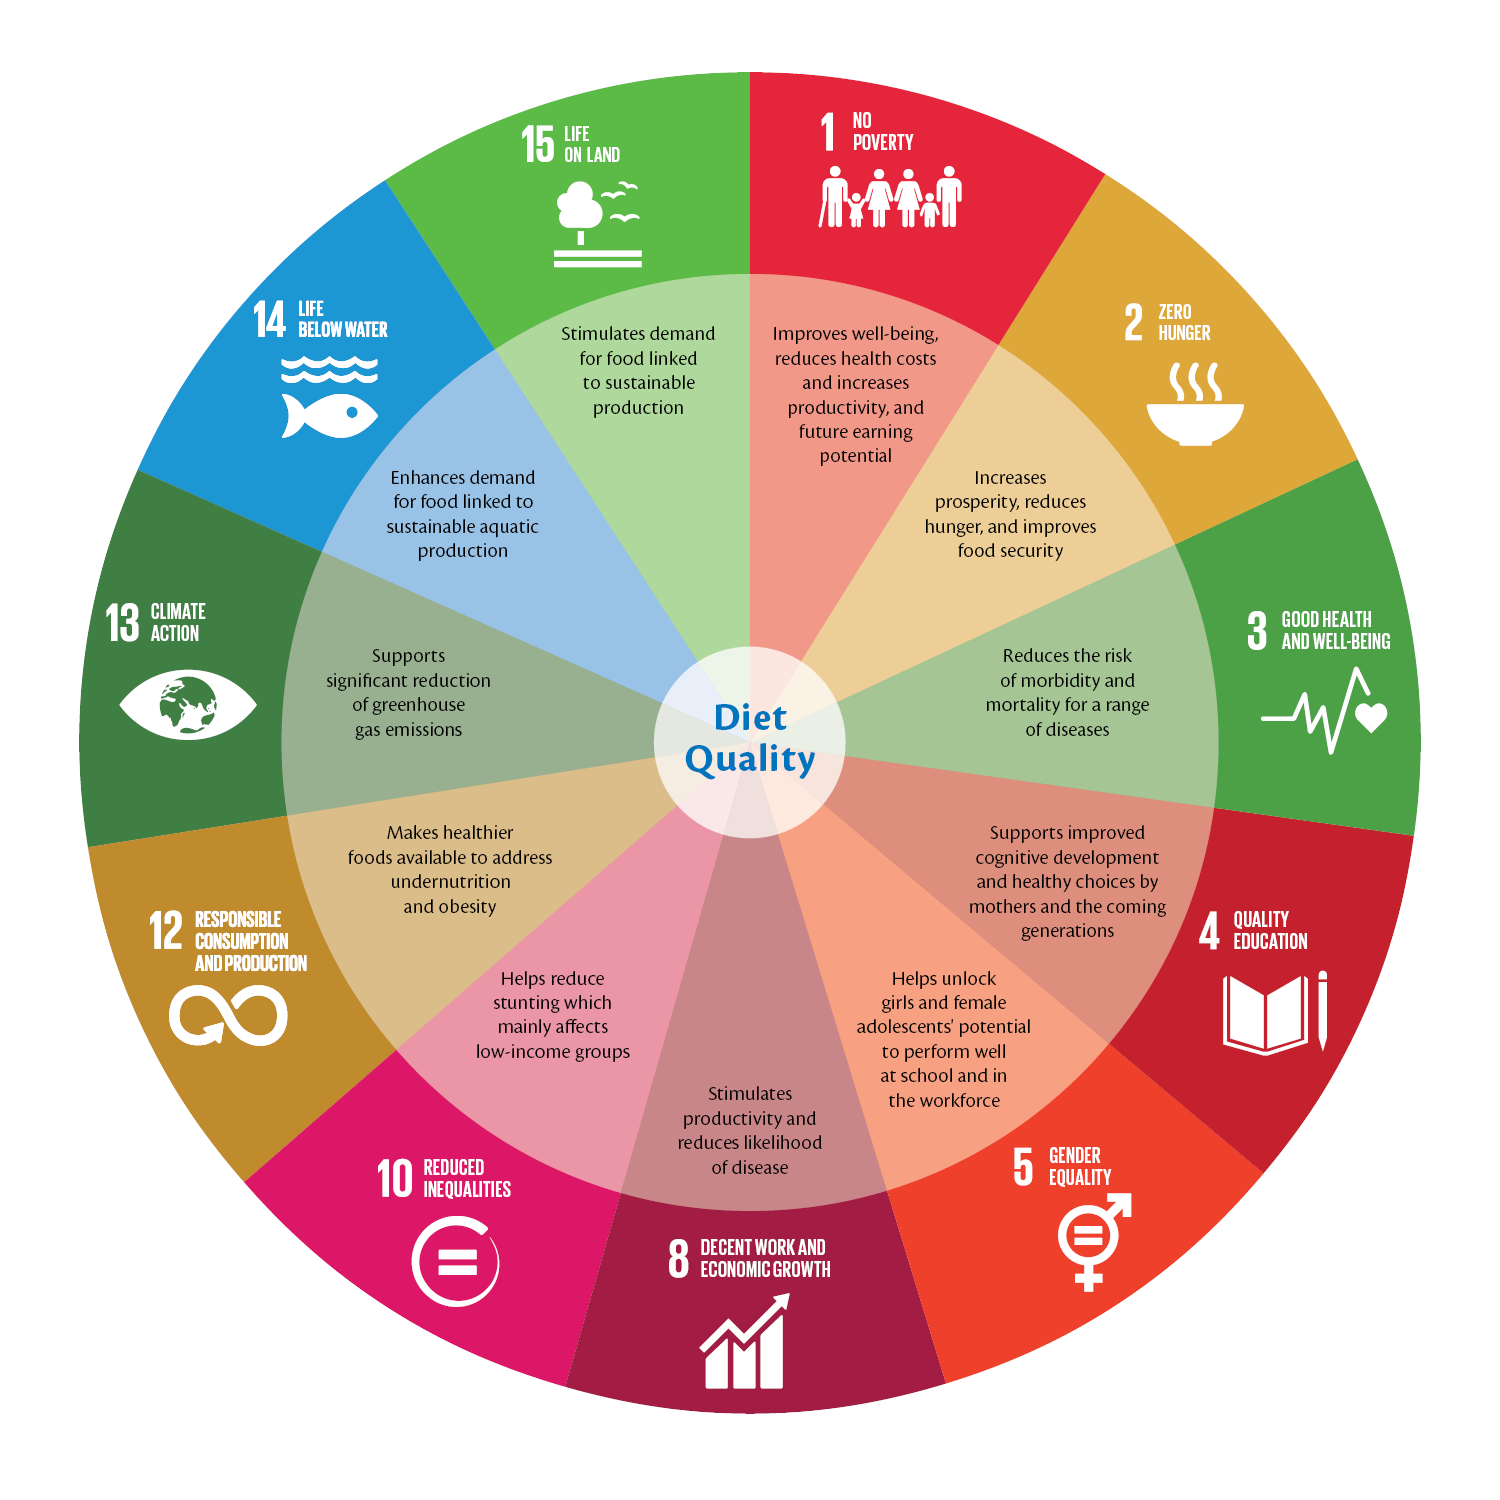 1 NO
POVERTY
Improves well-being,
reduces health costs
and increases
productivity, and
future earning
potential
2 ZERO
HUNGER
Increases
prosperity, reduces
hunger, and improves
food security
3 GOOD HEALTH
AND WELL-BEING
Reduces the risk
of morbidity and
mortality for a range
of diseases
4 QUALITY
EDUCATION
Supports improved
cognitive development
and healthy choices by
mothers and the coming
generations
5 GENDER
EQUALITY
Helps unlock
girls and female
adolescents' potential
to perform well
at school and in
the workforce
8 DECENT WORK AND
ECONOMIC GROWTH
Stimulates
productivity and
reduces likelihood
of disease
10 REDUCED
INEQUALITIES
Helps reduce
stunting which
mainly affects
low-income groups
12 RESPONSIBLE
CONSUMPTION
AND PRODUCTION
Makes healthier
foods available to address
undernutrition
and obesity
13 CLIMATE
ACTION
Supports
significant reduction
of greenhouse
gas emissions
14 LIFE
BELOW WATER
Enhances demand
for food linked to
sustainable aquatic
production
15 LIFE
ON LAND
Stimulates demand
for food linked
to sustainable
production
Diet
Quality